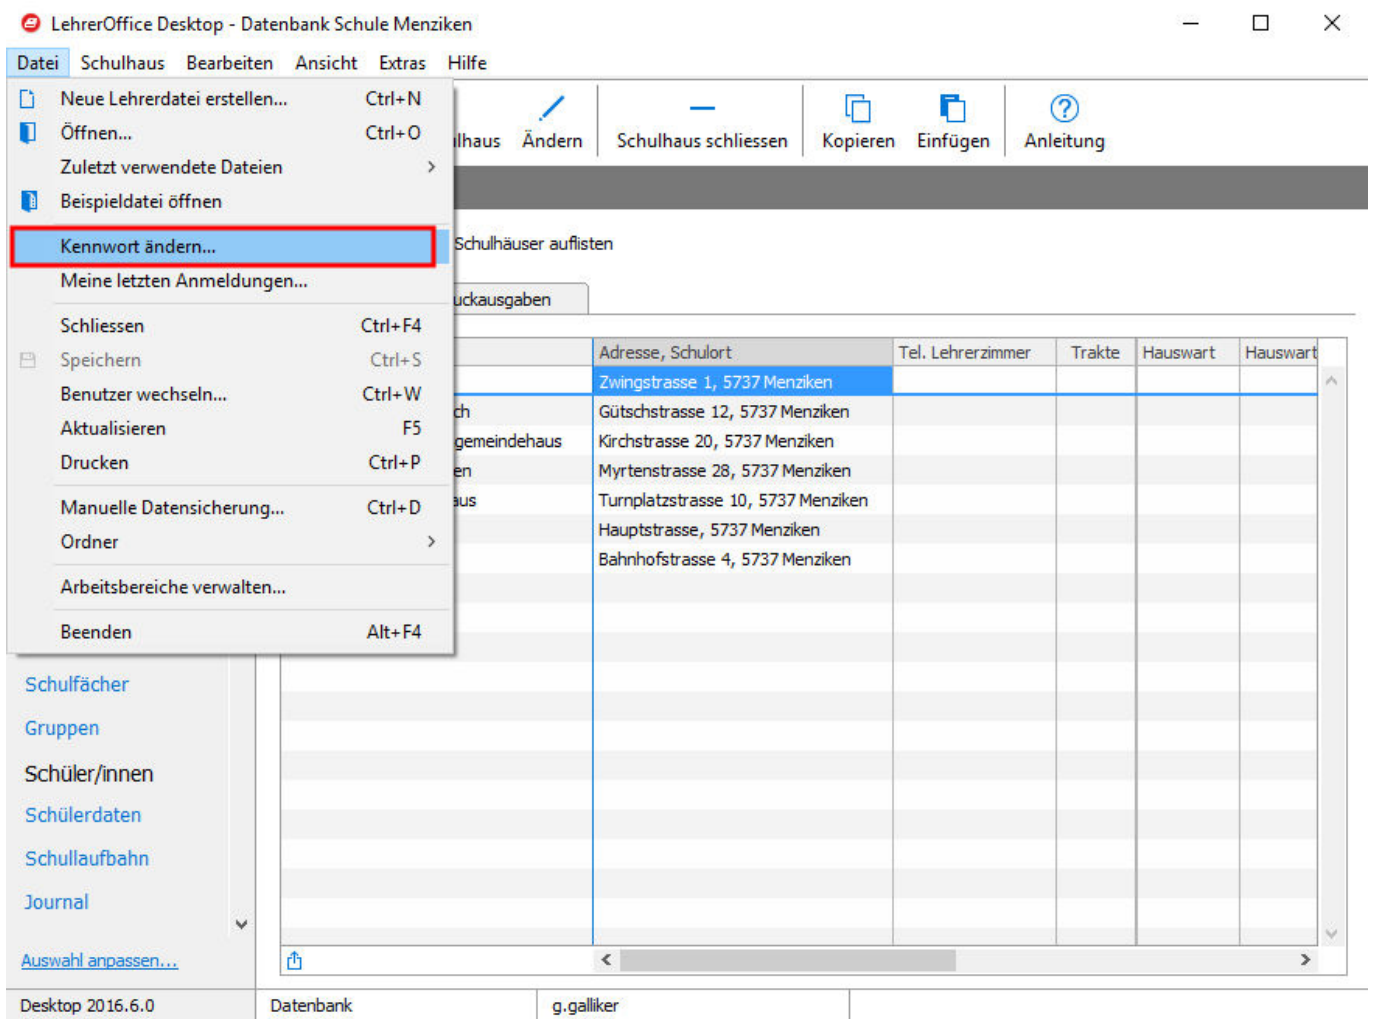 LehrerOffice Desktop - Datenbank Schule Menziken
Datei Schulhaus Bearbeiten Ansicht Extras Hilfe
Neue Lehrerdatei erstellen... Ctrl+N
Öffnen... Ctrl+O
Zuletzt verwendete Dateien
Beispieldatei öffnen
Kennwort ändern...
Meine letzten Anmeldungen...
Schliessen Ctrl+F4
Speichern Ctrl+S
Benutzer wechseln... Ctrl+W
Aktualisieren F5
Drucken Ctrl+P
Manuelle Datensicherung... Ctrl+D
Ordner
Arbeitsbereiche verwalten...
Beenden Alt+F4
lhaus Ändern Schulhaus schliessen Kopieren Einfügen Anleitung
Schulhäuser auflisten
uckausgaben
Adresse, Schulort Tel. Lehrerzimmer Trakte Hauswart Hauswart
Zwingstrasse 1, 5737 Menziken
ch Gütschstrasse 12, 5737 Menziken
gemeindehaus Kirchstrasse 20, 5737 Menziken
en Myrtenstrasse 28, 5737 Menziken
aus Turnplatzstrasse 10, 5737 Menziken
Hauptstrasse, 5737 Menziken
Bahnhofstrasse 4, 5737 Menziken
Schulfächer
Gruppen
Schüler/innen
Schülerdaten
Schullaufbahn
Journal
Auswahl anpassen...
Desktop 2016.6.0 Datenbank g.galliker